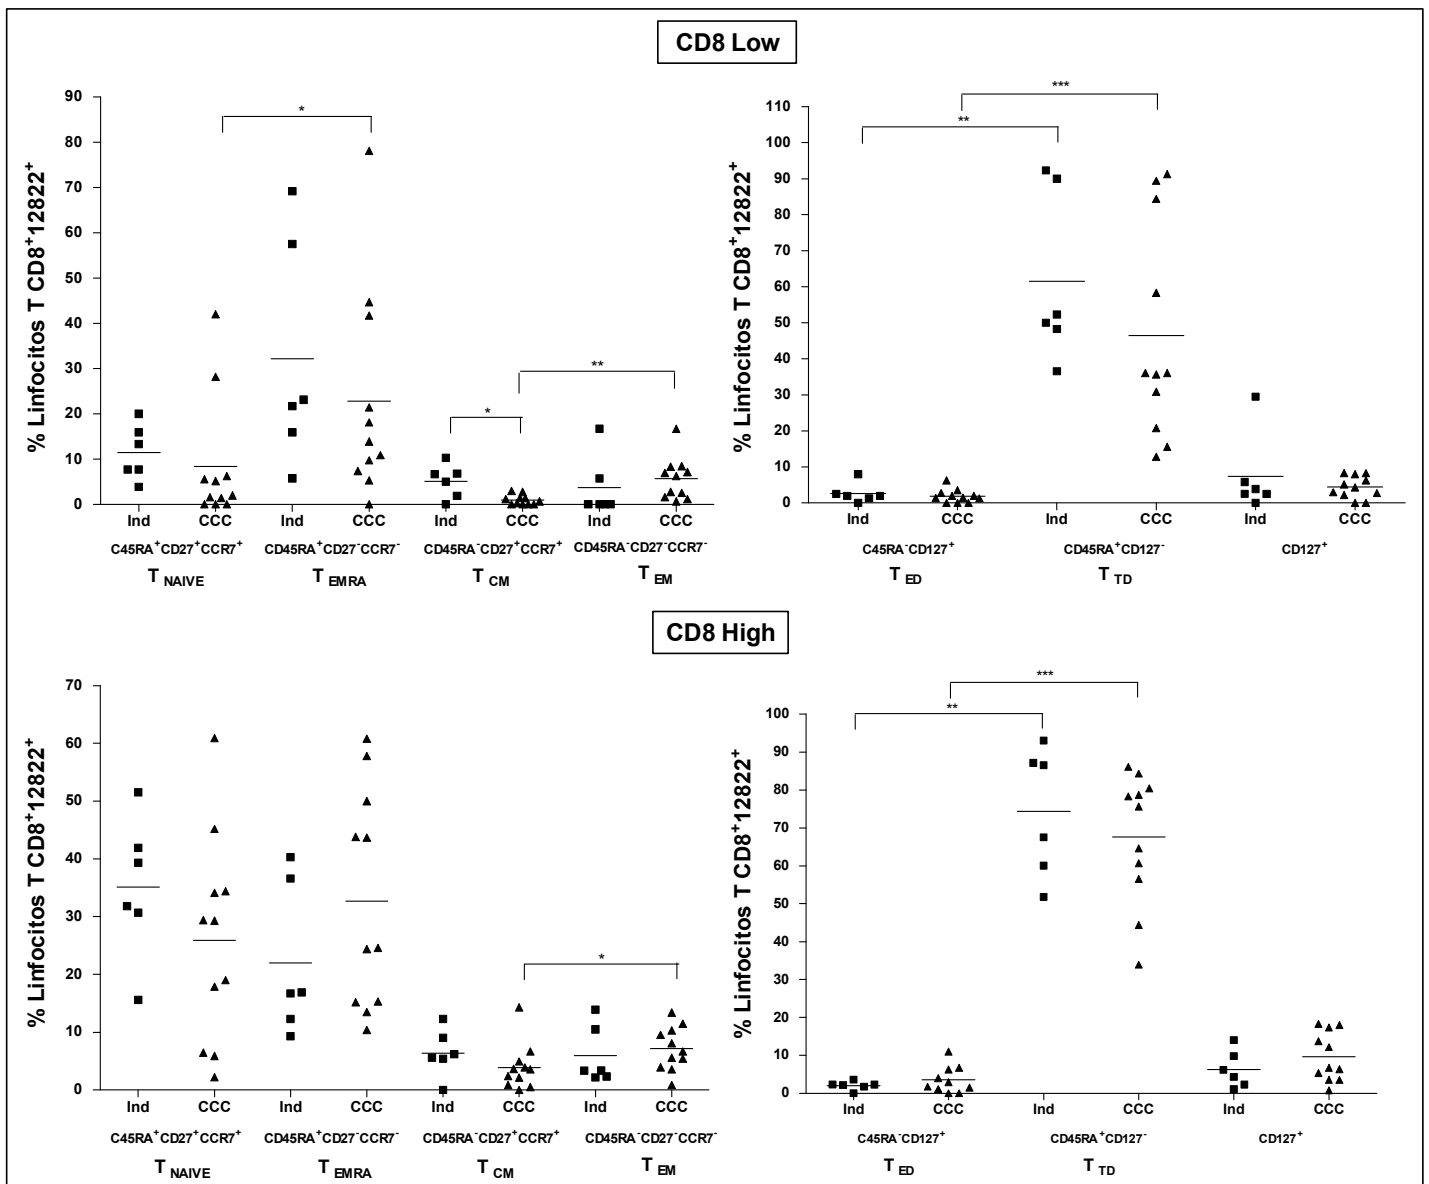 CD8 Low
% Linfocitos T CD8⁺12822⁺
90
80
70
60
50
40
30
20
10
0
*
*
**
Ind CCC Ind CCC Ind CCC Ind CCC
C45RA⁺CD27⁺CCR7⁺ CD45RA⁺CD27⁻CCR7⁻ CD45RA⁻CD27⁺CCR7⁺ CD45RA⁻CD27⁻CCR7⁻
T NAIVE T EMRA T CM T EM
% Linfocitos T CD8⁺12822⁺
110
100
90
80
70
60
50
40
30
20
10
0
***
**
Ind CCC Ind CCC Ind CCC
C45RA⁻CD127⁺ CD45RA⁺CD127⁻ CD127⁺
T ED T TD
CD8 High
% Linfocitos T CD8⁺12822⁺
70
60
50
40
30
20
10
0
*
Ind CCC Ind CCC Ind CCC Ind CCC
C45RA⁺CD27⁺CCR7⁺ CD45RA⁺CD27⁻CCR7⁻ CD45RA⁻CD27⁺CCR7⁺ CD45RA⁻CD27⁻CCR7⁻
T NAIVE T EMRA T CM T EM
% Linfocitos T CD8⁺12822⁺
100
90
80
70
60
50
40
30
20
10
0
***
**
Ind CCC Ind CCC Ind CCC
C45RA⁻CD127⁺ CD45RA⁺CD127⁻ CD127⁺
T ED T TD